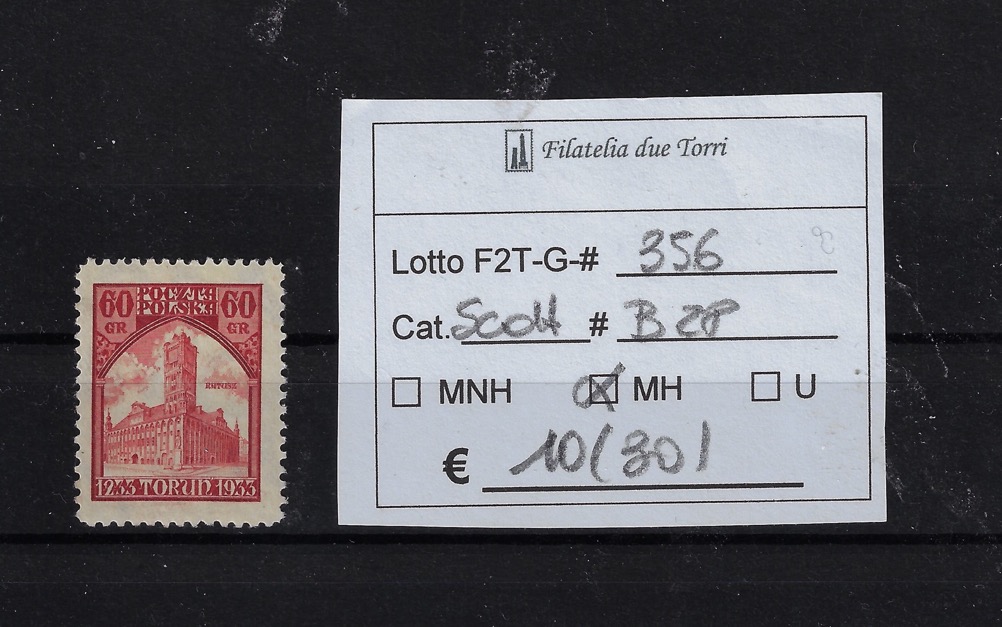 60 POCZTA 60
GR POLSKA GR
RATUSZ
1233 TORUŃ 1933
Filatelia due Torri
Lotto F2T-G-# 356
Cat. Scott # B28
☐ MNH ☒ MH ☐ U
€ 10(30)